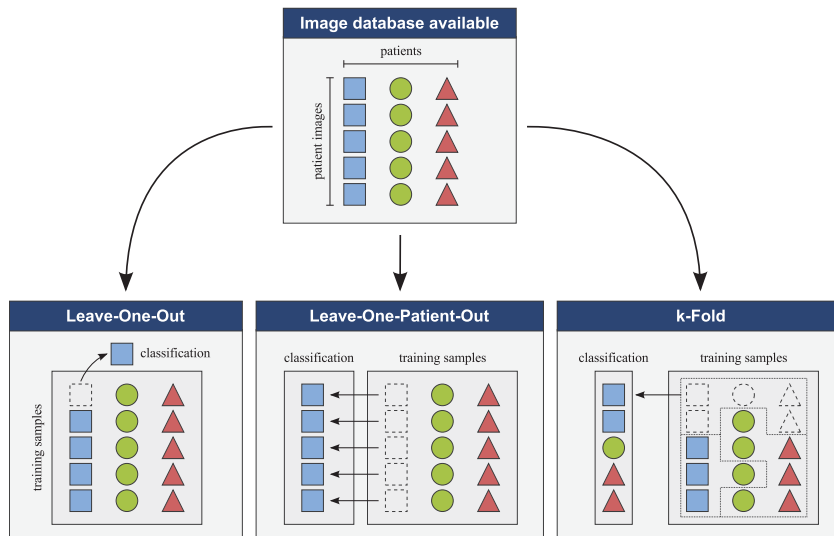 Image database available
patients
patient images
Leave-One-Out
classification
training samples
Leave-One-Patient-Out
classification
training samples
k-Fold
classification
training samples